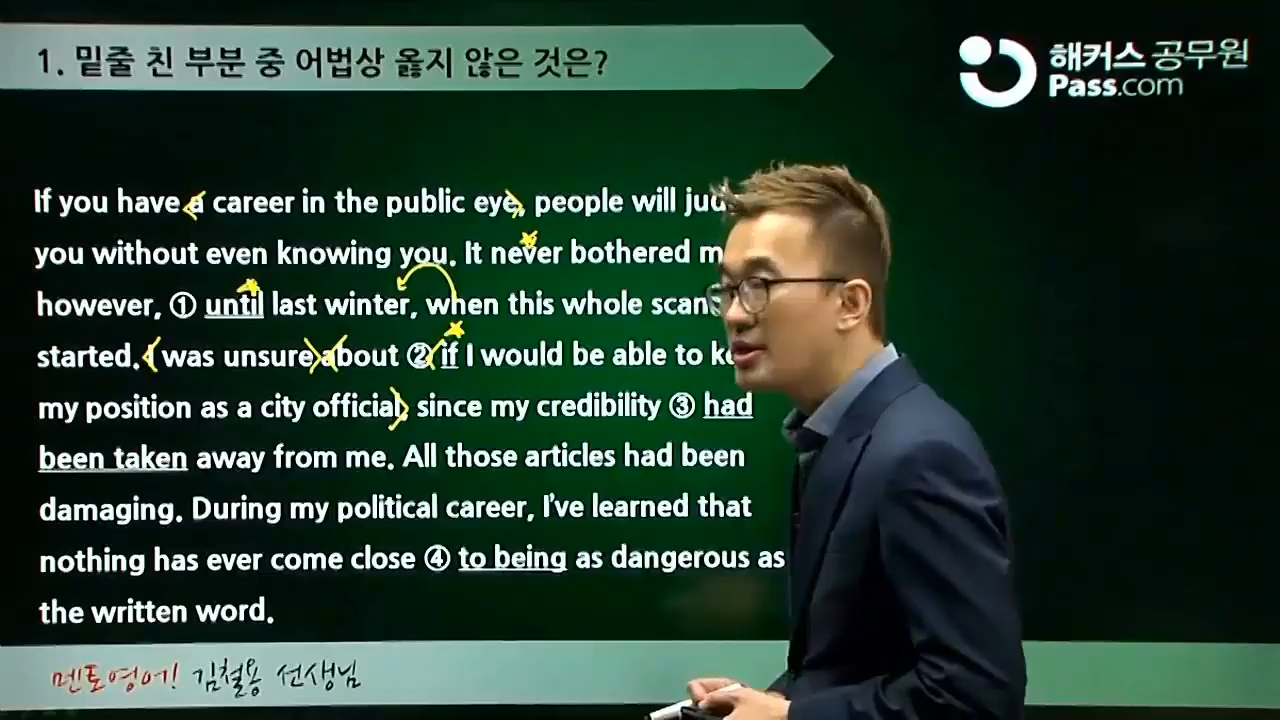 1. 밑줄 친 부분 중 어법상 옳지 않은 것은?
해커스 공무원
Pass.com
If you have a career in the public eye, people will
you without even knowing you. It never bothered
however, ① until last winter, when this whole
started. I was unsure about ② if I would be able to
my position as a city official, since my credibility ③ had
been taken away from me. All those articles had been
damaging. During my political career, I've learned that
nothing has ever come close ④ to being as dangerous as
the written word.
멘토영어! 김철용 선생님